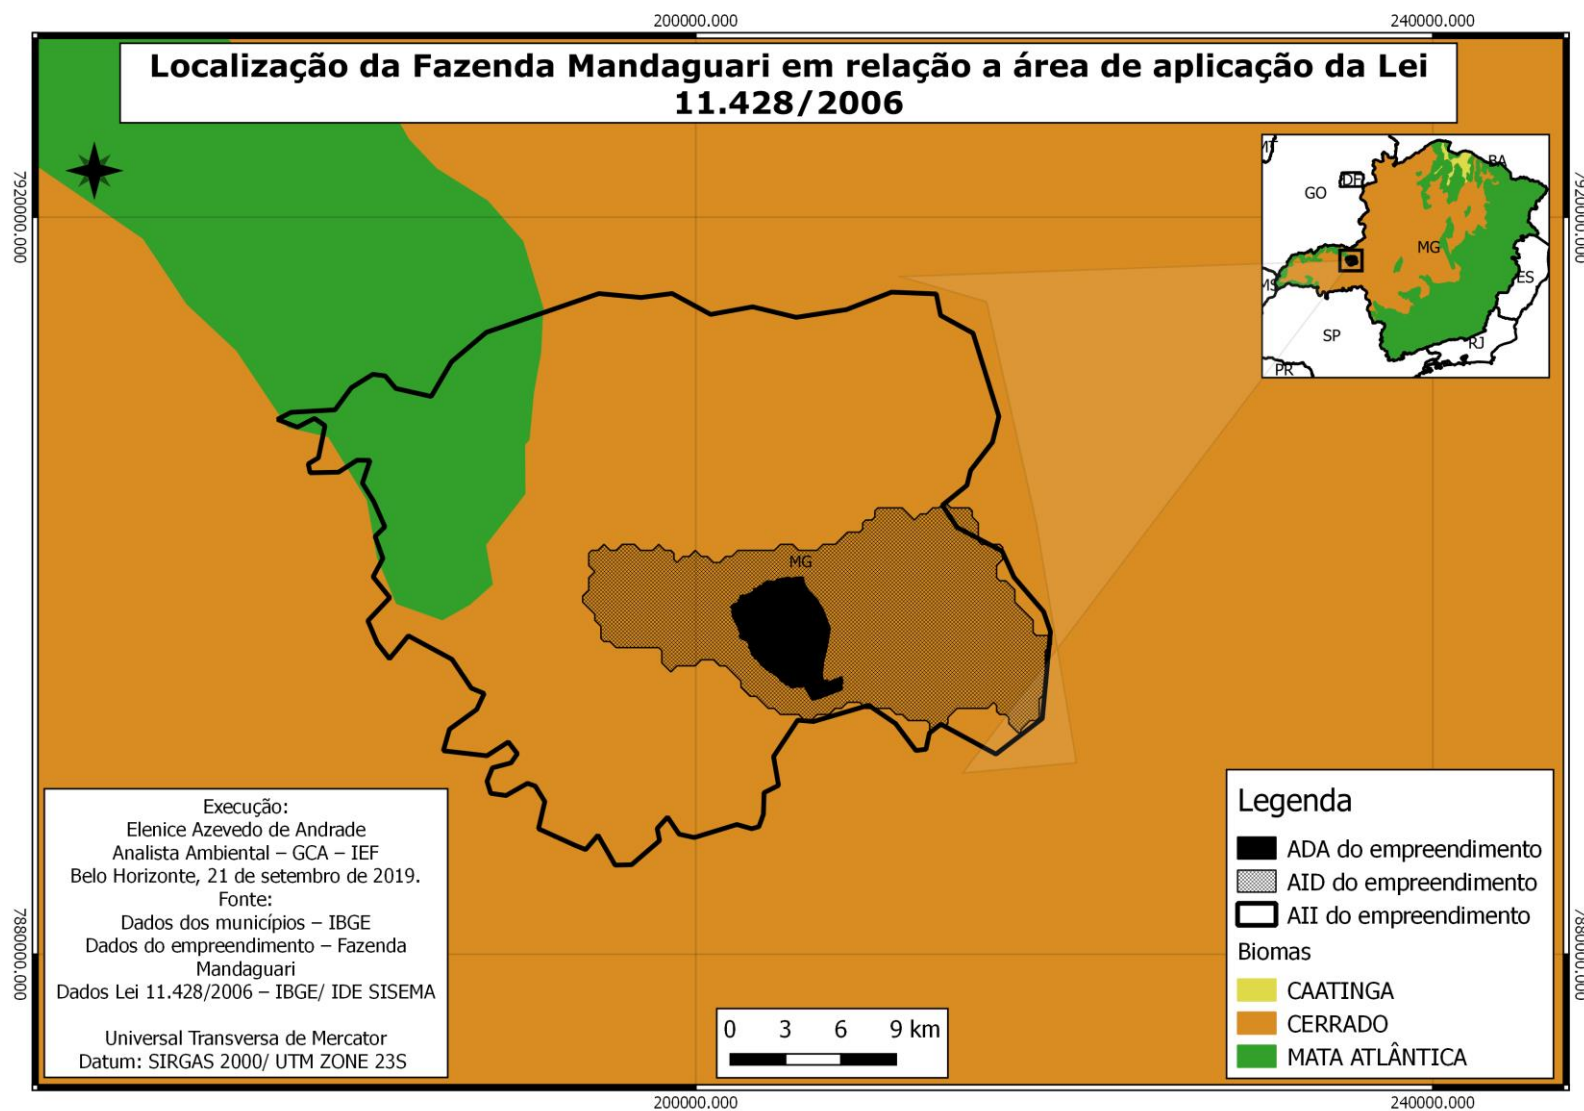 200000.000
240000.000
Localização da Fazenda Mandaguari em relação a área de aplicação da Lei
11.428/2006
7920000.000
7920000.000
BA
DF
GO
MG
MS
ES
SP
RJ
PR
MG
Execução:
Elenice Azevedo de Andrade
Analista Ambiental – GCA – IEF
Belo Horizonte, 21 de setembro de 2019.
Fonte:
Dados dos municípios – IBGE
Dados do empreendimento – Fazenda
Mandaguari
Dados Lei 11.428/2006 – IBGE/ IDE SISEMA
Universal Transversa de Mercator
Datum: SIRGAS 2000/ UTM ZONE 23S
Legenda
ADA do empreendimento
AID do empreendimento
AII do empreendimento
Biomas
CAATINGA
CERRADO
MATA ATLÂNTICA
7880000.000
7880000.000
0 3 6 9 km
200000.000
240000.000